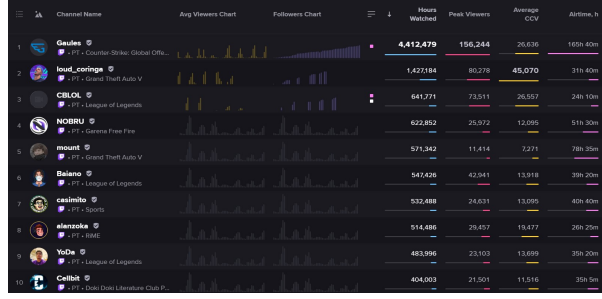 Channel Name Avg Viewers Chart Followers Chart Hours Watched Peak Viewers Average CCV Airtime, h
1 Gaules 4,412,479 156,244 26,636 165h 40m
• PT • Counter-Strike: Global Offe...
2 loud_coringa 1,427,184 80,278 45,070 31h 40m
• PT • Grand Theft Auto V
3 CBLOL 641,771 73,511 26,557 24h 10m
• PT • League of Legends
4 NOBRU 622,852 25,972 12,095 51h 30m
• PT • Garena Free Fire
5 mount 571,342 11,414 7,271 78h 35m
• PT • Grand Theft Auto V
6 Baiano 547,426 42,941 13,918 39h 20m
• PT • League of Legends
7 casimito 532,488 24,631 13,095 40h 40m
• PT • Sports
8 alanzoka 514,486 29,457 19,477 26h 25m
• PT • RIME
9 YoDa 483,996 23,103 13,699 35h 20m
• PT • League of Legends
10 Cellbit 404,003 21,501 11,516 35h 5m
• PT • Doki Doki Literature Club P...